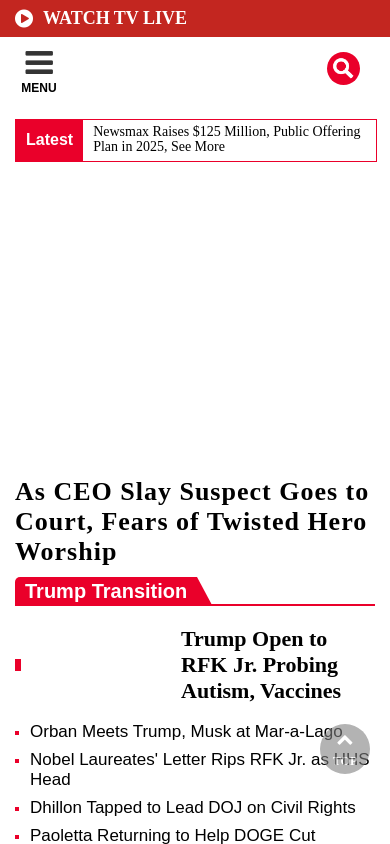 WATCH TV LIVE
MENU
Latest
Newsmax Raises $125 Million, Public Offering
Plan in 2025, See More
As CEO Slay Suspect Goes to
Court, Fears of Twisted Hero
Worship
Trump Transition
Trump Open to
RFK Jr. Probing
Autism, Vaccines
Orban Meets Trump, Musk at Mar-a-Lago
Nobel Laureates' Letter Rips RFK Jr. as HHS
Head
Dhillon Tapped to Lead DOJ on Civil Rights
Paoletta Returning to Help DOGE Cut